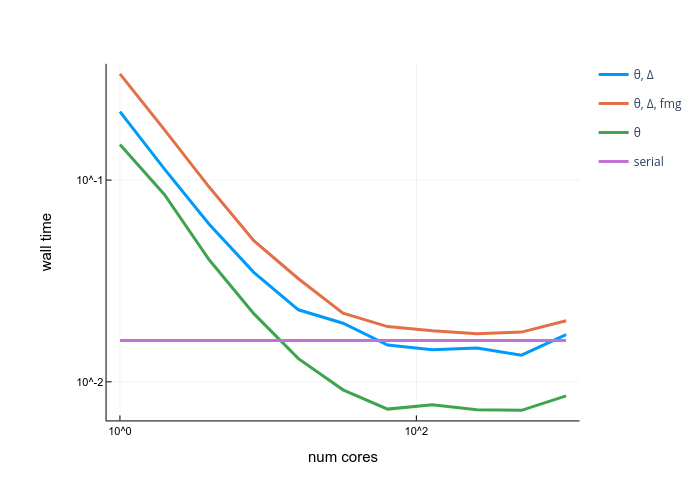 θ, Δ
θ, Δ, fmg
θ
serial
wall time
10^-1
10^-2
10^0
10^2
num cores